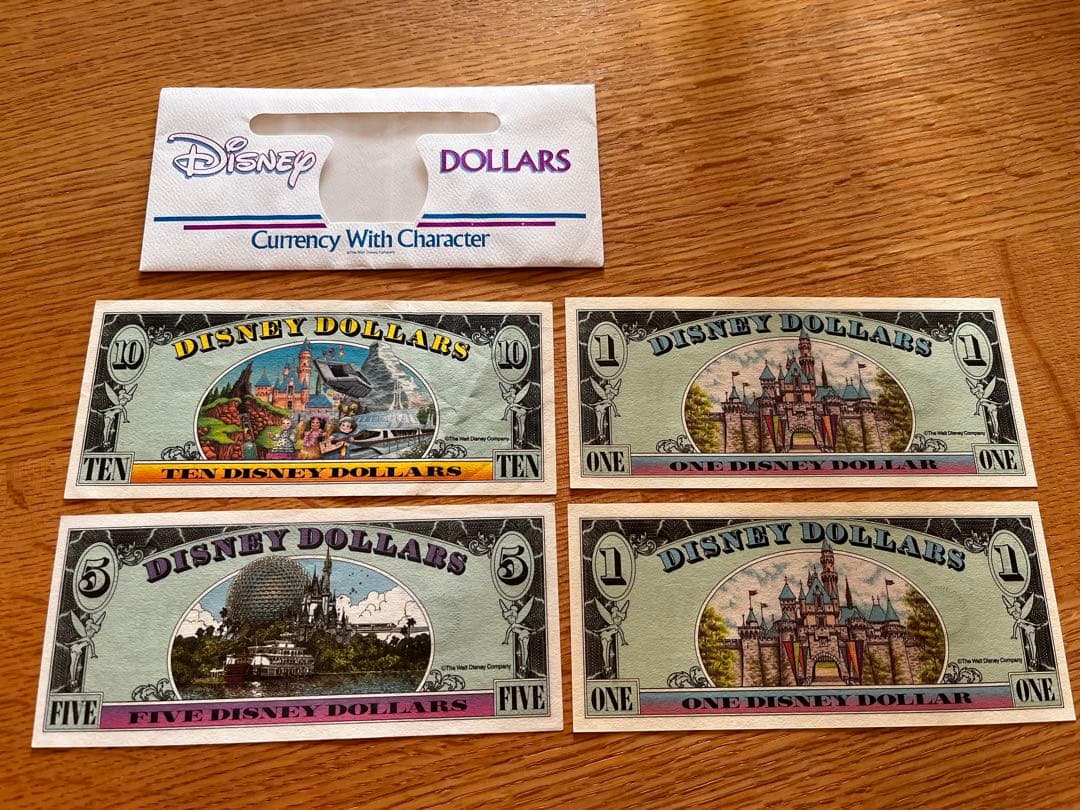 Disney
DOLLARS
Currency With Character
©The Walt Disney Company
10
DISNEY DOLLARS
10
©The Walt Disney Company
TEN
TEN DISNEY DOLLARS
TEN
1
DISNEY DOLLARS
1
©The Walt Disney Company
ONE
ONE DISNEY DOLLAR
ONE
5
DISNEY DOLLARS
5
©The Walt Disney Company
FIVE
FIVE DISNEY DOLLARS
FIVE
1
DISNEY DOLLARS
1
©The Walt Disney Company
ONE
ONE DISNEY DOLLAR
ONE